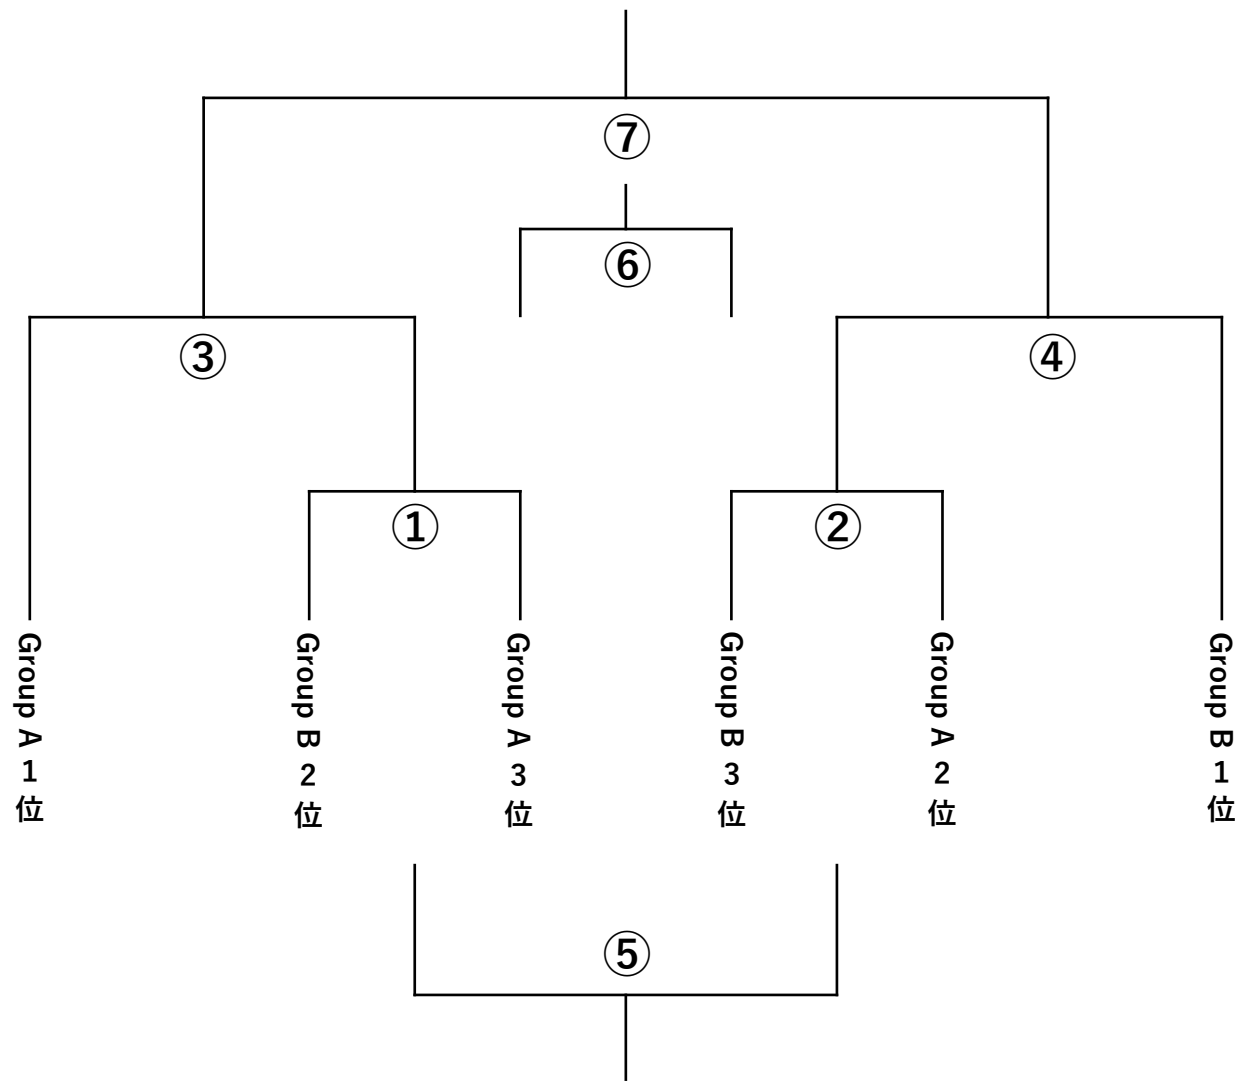 ⑦
⑥
③
④
①
②
Group A 1位
Group B 2位
Group A 3位
Group B 3位
Group A 2位
Group B 1位
⑤